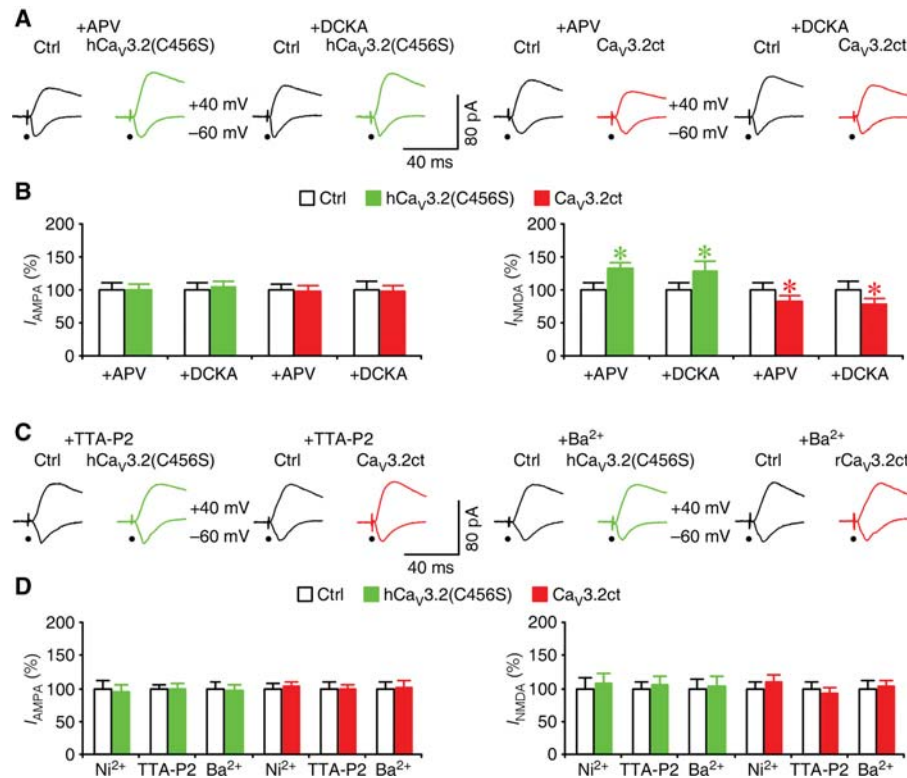 A
+APV +DCKA +APV +DCKA
Ctrl hCaV3.2(C456S) Ctrl hCaV3.2(C456S) Ctrl CaV3.2ct Ctrl CaV3.2ct
+40 mV +40 mV
–60 mV –60 mV
80 pA
40 ms
B
Ctrl hCaV3.2(C456S) CaV3.2ct
IAMPA (%)
200
150
100
50
0
+APV +DCKA +APV +DCKA
INMDA (%)
200
150
100
50
0
* * * *
+APV +DCKA +APV +DCKA
C
+TTA-P2 +TTA-P2 +Ba2+ +Ba2+
Ctrl hCaV3.2(C456S) Ctrl CaV3.2ct Ctrl hCaV3.2(C456S) Ctrl rCaV3.2ct
+40 mV +40 mV
–60 mV –60 mV
80 pA
40 ms
D
Ctrl hCaV3.2(C456S) CaV3.2ct
IAMPA (%)
200
150
100
50
0
Ni2+ TTA-P2 Ba2+ Ni2+ TTA-P2 Ba2+
INMDA (%)
200
150
100
50
0
Ni2+ TTA-P2 Ba2+ Ni2+ TTA-P2 Ba2+